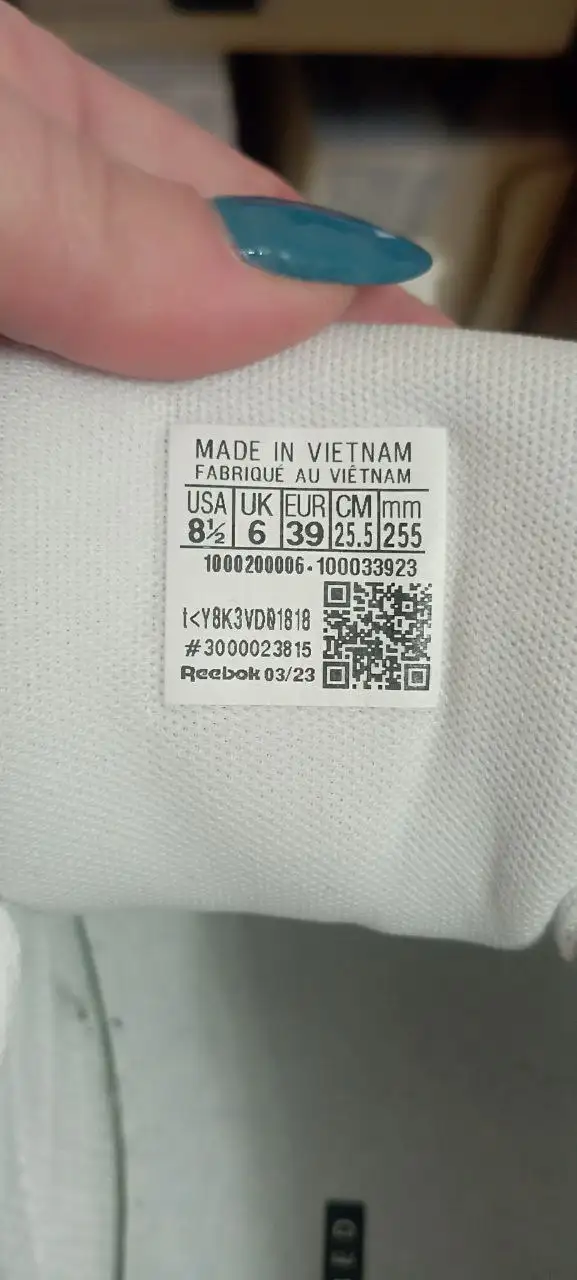 MADE IN VIETNAM
FABRIQUÉ AU VIÊTNAM
USA UK EUR CM mm
8½ 6 39 25.5 255
1000200006-100033923
#3000023815
Reebok 03/23